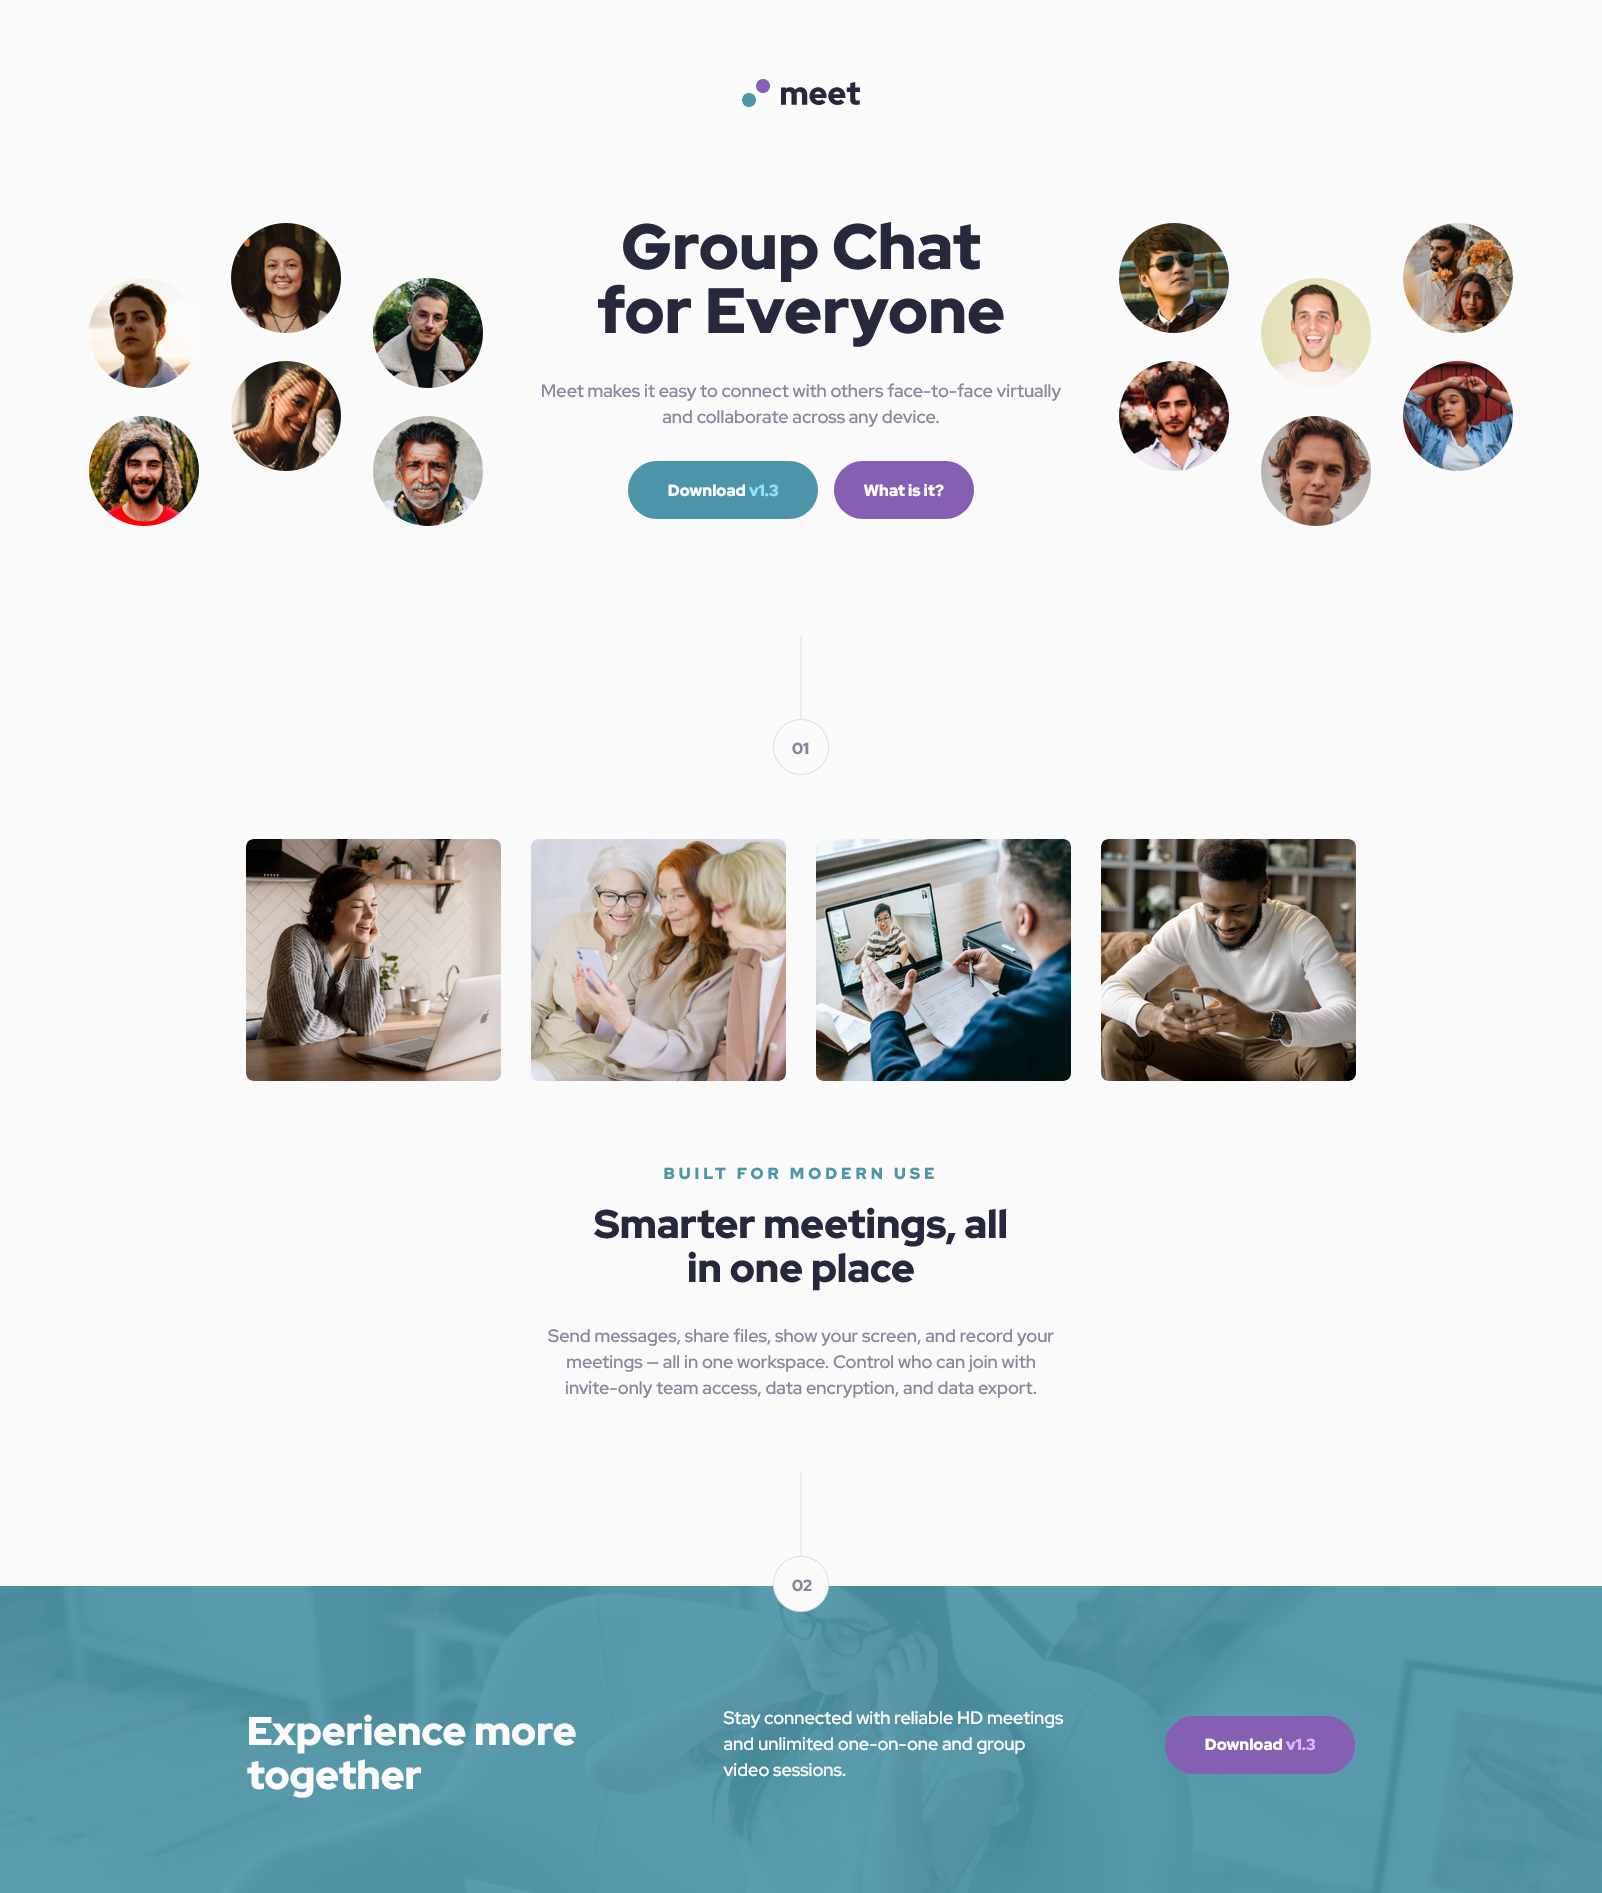 meet
Group Chat
for Everyone
Meet makes it easy to connect with others face-to-face virtually
and collaborate across any device.
Download v1.3
What is it?
01
BUILT FOR MODERN USE
Smarter meetings, all
in one place
Send messages, share files, show your screen, and record your
meetings — all in one workspace. Control who can join with
invite-only team access, data encryption, and data export.
02
Experience more
together
Stay connected with reliable HD meetings
and unlimited one-on-one and group
video sessions.
Download v1.3